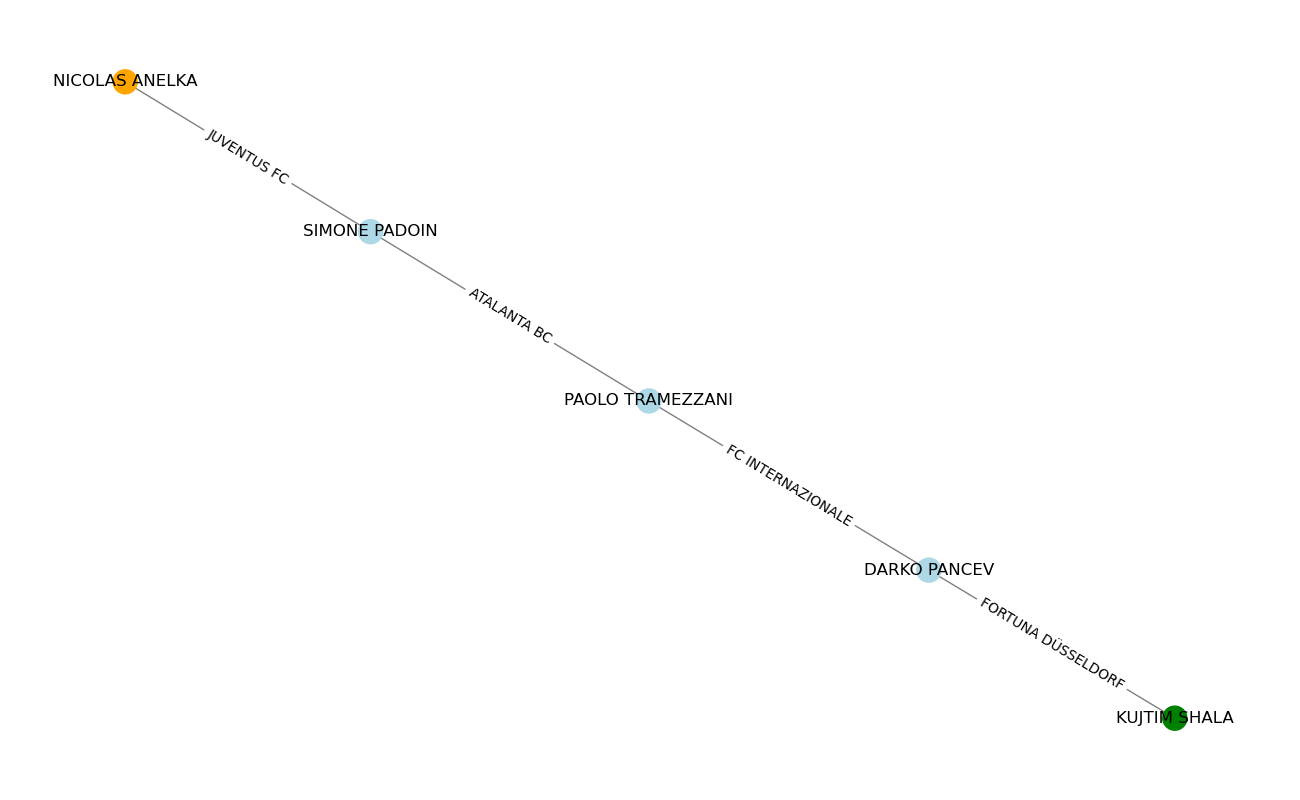 NICOLAS ANELKA
JUVENTUS FC
SIMONE PADOIN
ATALANTA BC
PAOLO TRAMEZZANI
FC INTERNAZIONALE
DARKO PANCEV
FORTUNA DÜSSELDORF
KUJTIM SHALA